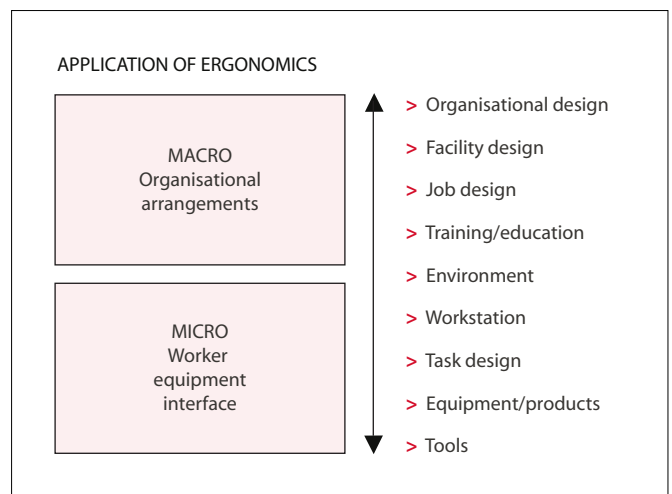 APPLICATION OF ERGONOMICS
MACRO
Organisational
arrangements
MICRO
Worker
equipment
interface
> Organisational design
> Facility design
> Job design
> Training/education
> Environment
> Workstation
> Task design
> Equipment/products
> Tools